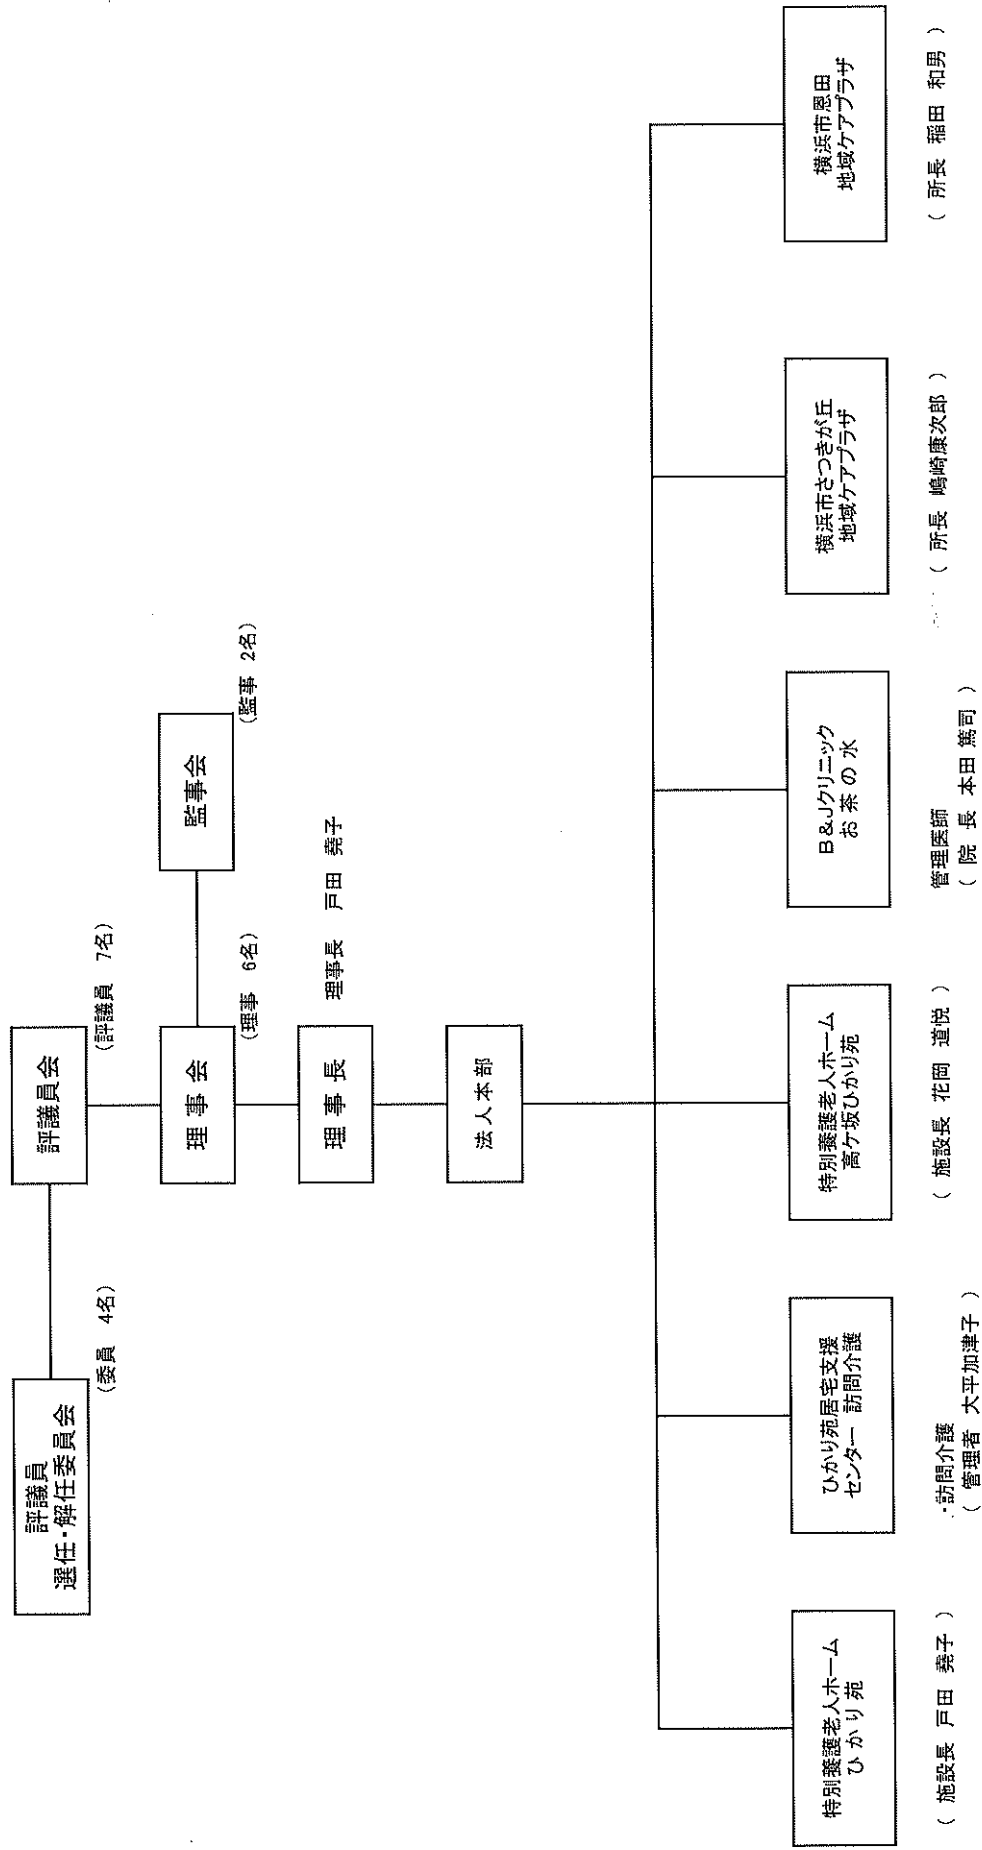 評議員
選任・解任委員会
(委員 4名)
評議員会
(評議員 7名)
理 事 会
(理事 6名)
監事会
(監事 2名)
理 事 長
理事長 戸田 堯子
法人本部
特別養護老人ホーム
ひ か り 苑
( 施設長 戸田 堯子 )
ひかり苑居宅支援
センター 訪問介護
・訪問介護
( 管理者 大平加津子 )
特別養護老人ホーム
高ケ坂ひかり苑
( 施設長 花岡 道悦 )
B&Jクリニック
お 茶 の 水
管理医師
( 院 長 本田 篤司 )
横浜市さつきが丘
地域ケアプラザ
( 所長 嶋崎康次郎 )
横浜市恩田
地域ケアプラザ
( 所長 稲田 和男 )